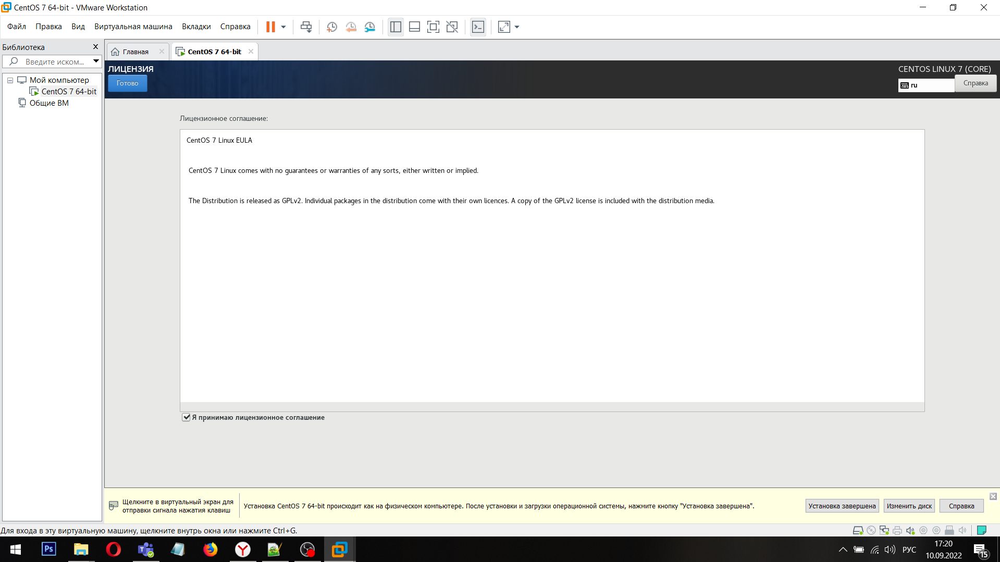 CentOS 7 64-bit - VMware Workstation
Файл Правка Вид Виртуальная машина Вкладки Справка
Библиотека
Введите иском...
Мой компьютер
CentOS 7 64-bit
Общие ВМ
Главная
CentOS 7 64-bit
ЛИЦЕНЗИЯ
Готово
CENTOS LINUX 7 (CORE)
ru
Справка
Лицензионное соглашение:
CentOS 7 Linux EULA
CentOS 7 Linux comes with no guarantees or warranties of any sorts, either written or implied.
The Distribution is released as GPLv2. Individual packages in the distribution come with their own licences. A copy of the GPLv2 license is included with the distribution media.
Я принимаю лицензионное соглашение
Щелкните в виртуальный экран для
отправки сигнала нажатия клавиш
Установка CentOS 7 64-bit происходит как на физическом компьютере. После установки и загрузки операционной системы, нажмите кнопку "Установка завершена".
Установка завершена
Изменить диск
Справка
Для входа в эту виртуальную машину, щелкните внутрь окна или нажмите Ctrl+G.
Ps
РУС
17:20
10.09.2022
15